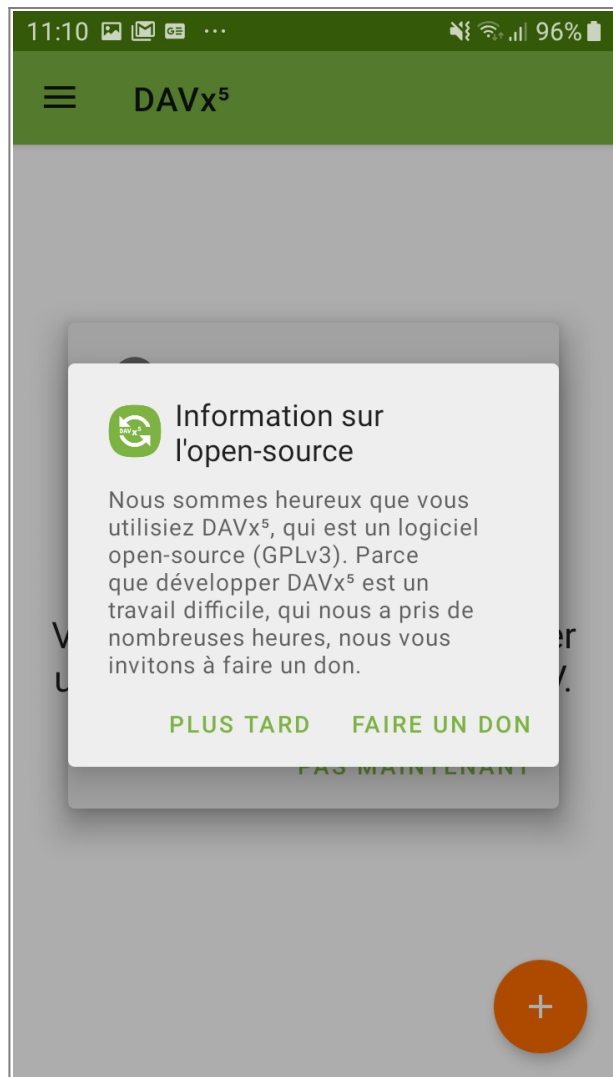 11:10 96%
DAVx⁵
Information sur
l'open-source
Nous sommes heureux que vous
utilisiez DAVx⁵, qui est un logiciel
open-source (GPLv3). Parce
que développer DAVx⁵ est un
travail difficile, qui nous a pris de
nombreuses heures, nous vous
invitons à faire un don.
PLUS TARD FAIRE UN DON
PAS MAINTENANT